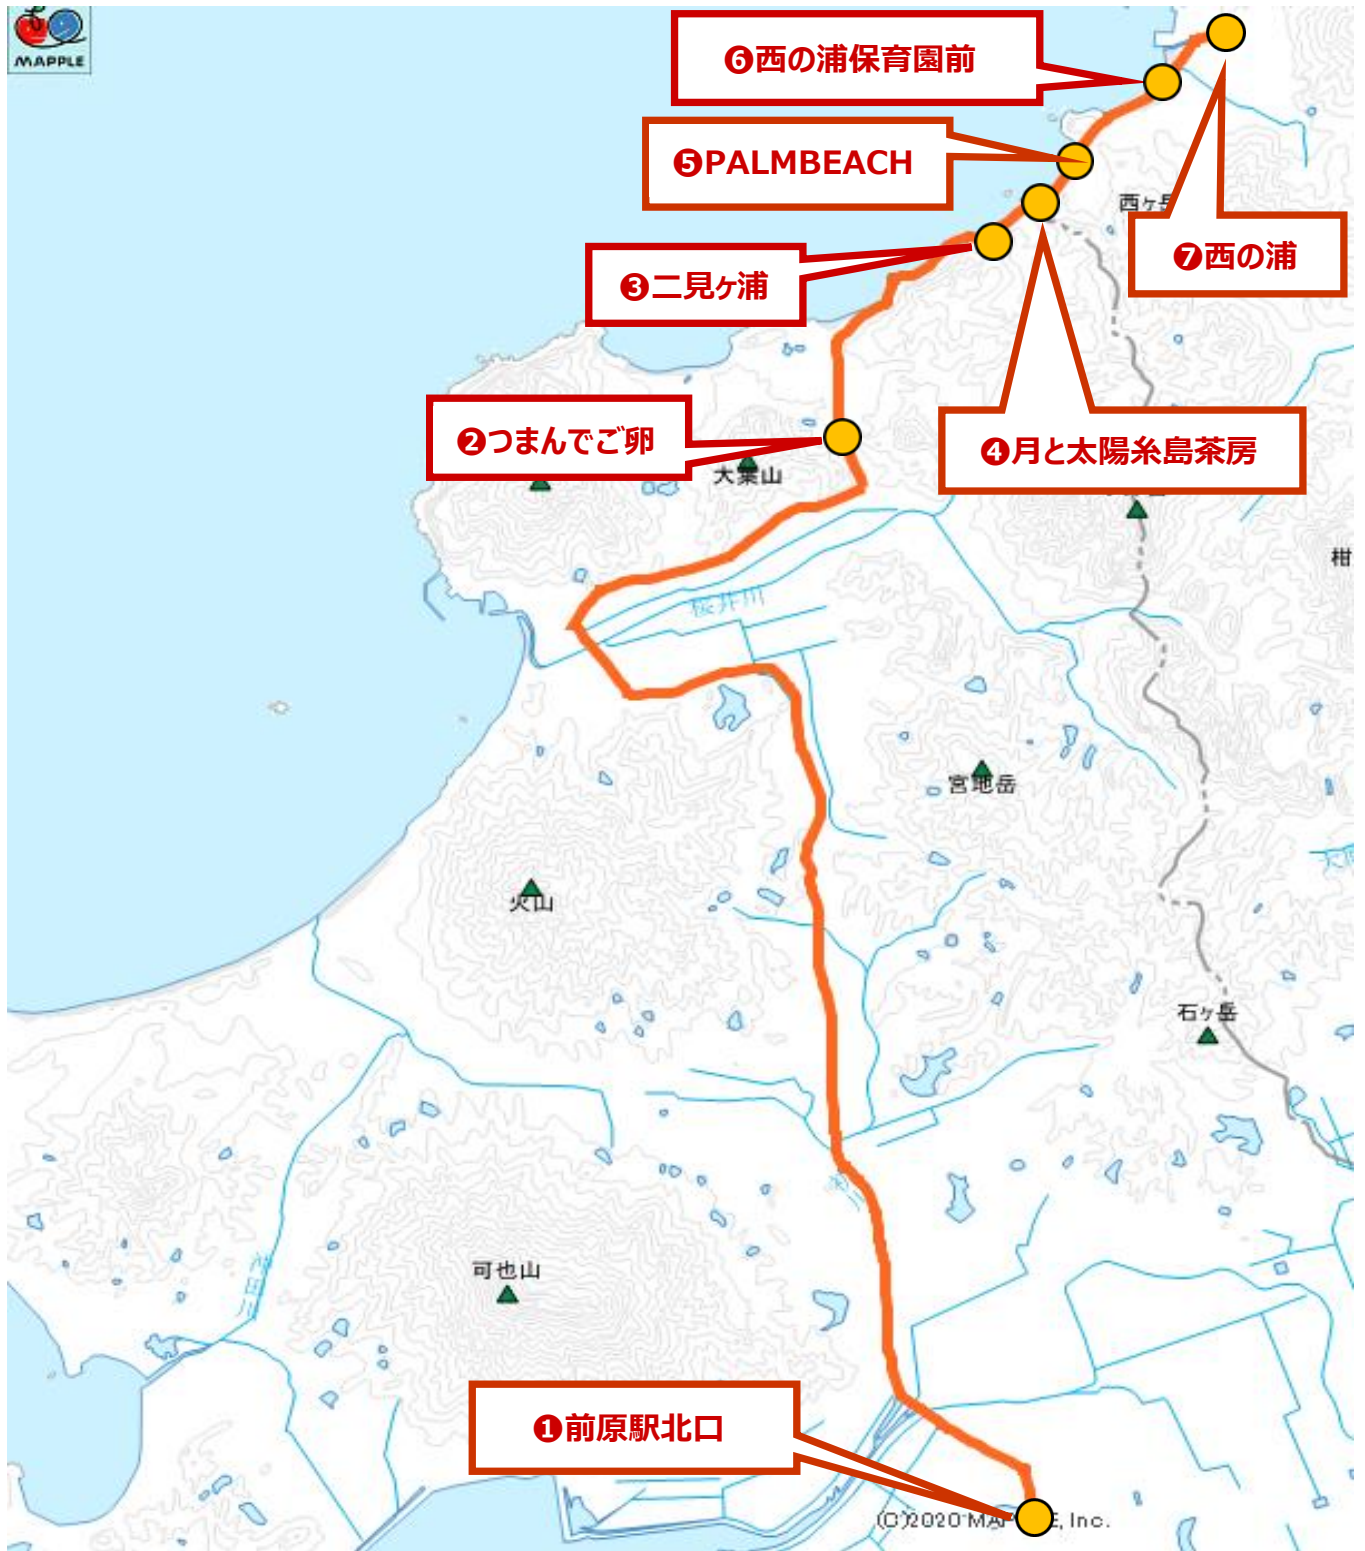 MAPPLE
❻西の浦保育園前
❺PALMBEACH
西ヶ岳
❼西の浦
❸二見ヶ浦
❷つまんでご卵
❹月と太陽糸島茶房
大葉山
柑
桜井川
宮地岳
火山
石ヶ岳
可也山
❶前原駅北口
(C)2020 MAPPLE, Inc.